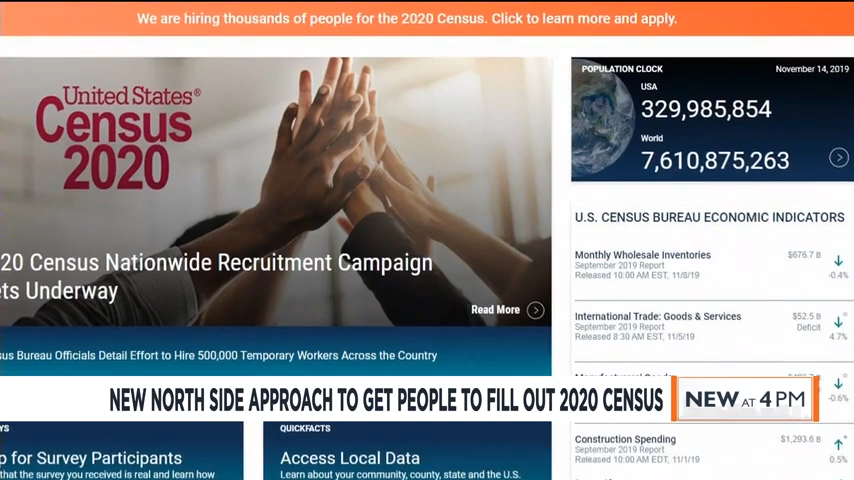 We are hiring thousands of people for the 2020 Census. Click to learn more and apply.
United States®
Census
2020
20 Census Nationwide Recruitment Campaign
ets Underway
Read More
sus Bureau Officials Detail Effort to Hire 500,000 Temporary Workers Across the Country
POPULATION CLOCK
November 14, 2019
USA
329,985,854
World
7,610,875,263
U.S. CENSUS BUREAU ECONOMIC INDICATORS
Monthly Wholesale Inventories
$676.7 B
September 2019 Report
Released 10:00 AM EST, 11/8/19
-0.4%
International Trade: Goods & Services
$52.5 B
Deficit
September 2019 Report
Released 8:30 AM EST, 11/5/19
4.7%
-0.6%
NEW NORTH SIDE APPROACH TO GET PEOPLE TO FILL OUT 2020 CENSUS
NEW AT 4 PM
YS
p for Survey Participants
that the survey you received is real and learn how
QUICKFACTS
Access Local Data
Learn about your community, county, state and the U.S.
Construction Spending
$1,293.6 B
September 2019 Report
Released 10:00 AM EDT, 11/1/19
0.5%